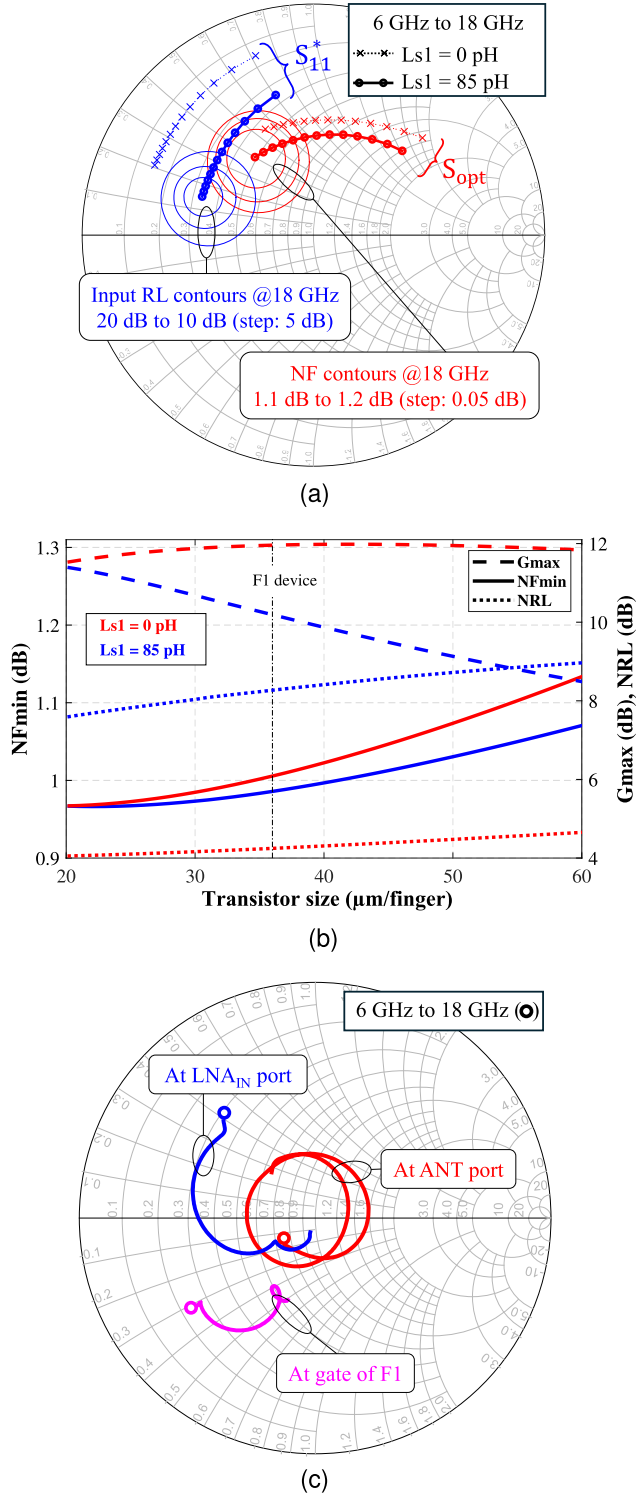 6 GHz to 18 GHz
Ls1 = 0 pH
Ls1 = 85 pH
S*11
Sopt
Input RL contours @18 GHz
20 dB to 10 dB (step: 5 dB)
NF contours @18 GHz
1.1 dB to 1.2 dB (step: 0.05 dB)
(a)
1.3
1.2
1.1
1
0.9
NFmin (dB)
F1 device
Ls1 = 0 pH
Ls1 = 85 pH
Gmax
NFmin
NRL
12
10
8
6
4
Gmax (dB), NRL (dB)
20 30 40 50 60
Transistor size (μm/finger)
(b)
6 GHz to 18 GHz ( )
At LNAIN port
At ANT port
At gate of F1
(c)